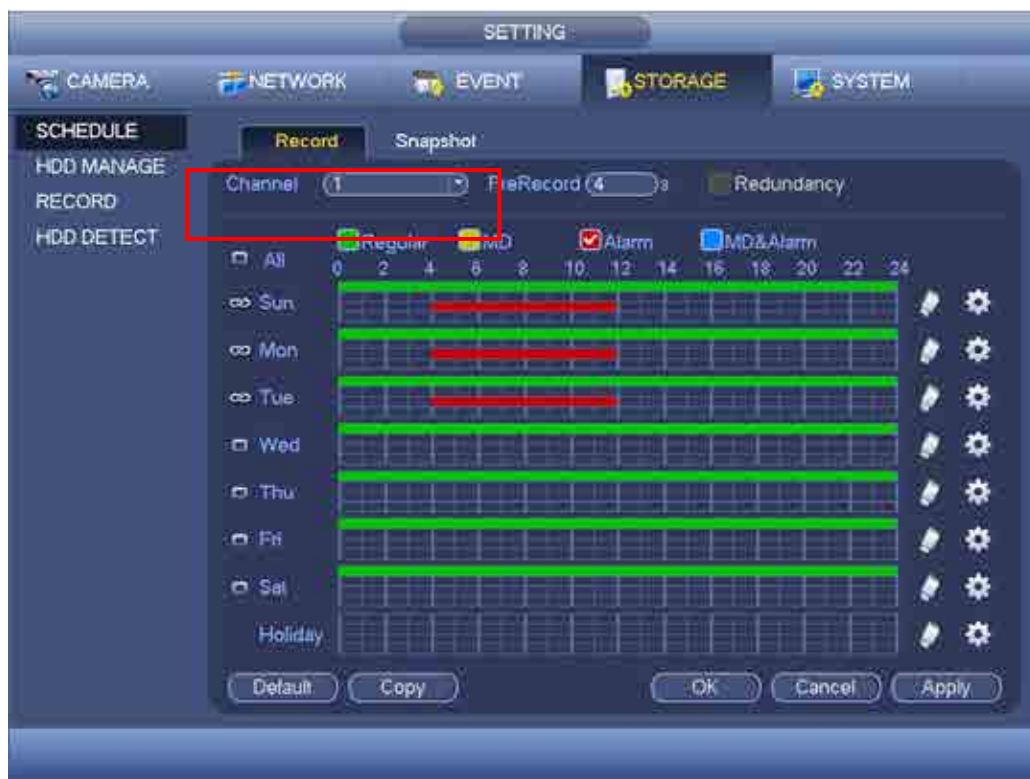 SETTING
CAMERA NETWORK EVENT STORAGE SYSTEM
SCHEDULE
HDD MANAGE
RECORD
HDD DETECT
Record Snapshot
Channel 1 PreRecord 4 s Redundancy
Regular MD Alarm MD&Alarm
All 0 2 4 6 8 10 12 14 16 18 20 22 24
Sun
Mon
Tue
Wed
Thu
Fri
Sat
Holiday
Default Copy OK Cancel Apply